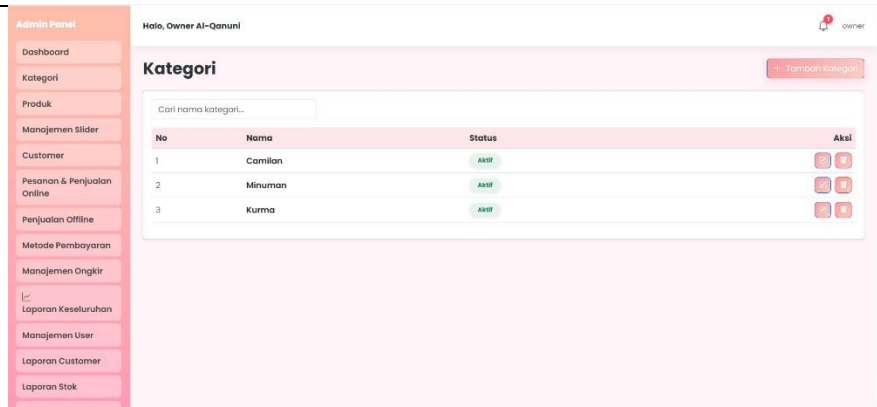 Admin Panel
Halo, Owner Al-Qanuni
owner
Dashboard
Kategori
Produk
Manajemen Slider
Customer
Pesanan & Penjualan
Online
Penjualan Offline
Metode Pembayaran
Manajemen Ongkir
Laporan Keseluruhan
Manajemen User
Laporan Customer
Laporan Stok
Kategori
+ Tambah Kategori
Cari nama kategori...
No Nama Status Aksi
1 Camilan Aktif
2 Minuman Aktif
3 Kurma Aktif